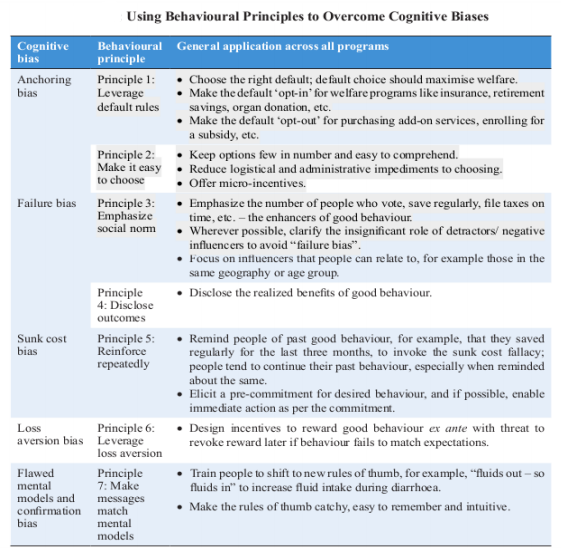 Using Behavioural Principles to Overcome Cognitive Biases
Cognitive bias
Behavioural principle
General application across all programs
Anchoring bias
Principle 1: Leverage default rules
• Choose the right default; default choice should maximise welfare.
• Make the default ‘opt-in’ for welfare programs like insurance, retirement
savings, organ donation, etc.
• Make the default ‘opt-out’ for purchasing add-on services, enrolling for
a subsidy, etc.
Principle 2: Make it easy to choose
• Keep options few in number and easy to comprehend.
• Reduce logistical and administrative impediments to choosing.
• Offer micro-incentives.
Failure bias
Principle 3: Emphasize social norm
• Emphasize the number of people who vote, save regularly, file taxes on
time, etc. – the enhancers of good behaviour.
• Wherever possible, clarify the insignificant role of detractors/ negative
influencers to avoid “failure bias”.
• Focus on influencers that people can relate to, for example those in the
same geography or age group.
Principle 4: Disclose outcomes
• Disclose the realized benefits of good behaviour.
Sunk cost bias
Principle 5: Reinforce repeatedly
• Remind people of past good behaviour, for example, that they saved
regularly for the last three months, to invoke the sunk cost fallacy;
people tend to continue their past behaviour, especially when reminded
about the same.
• Elicit a pre-commitment for desired behaviour, and if possible, enable
immediate action as per the commitment.
Loss aversion bias
Principle 6: Leverage loss aversion
• Design incentives to reward good behaviour ex ante with threat to
revoke reward later if behaviour fails to match expectations.
Flawed mental models and confirmation bias
Principle 7: Make messages match mental models
• Train people to shift to new rules of thumb, for example, “fluids out – so
fluids in” to increase fluid intake during diarrhoea.
• Make the rules of thumb catchy, easy to remember and intuitive.